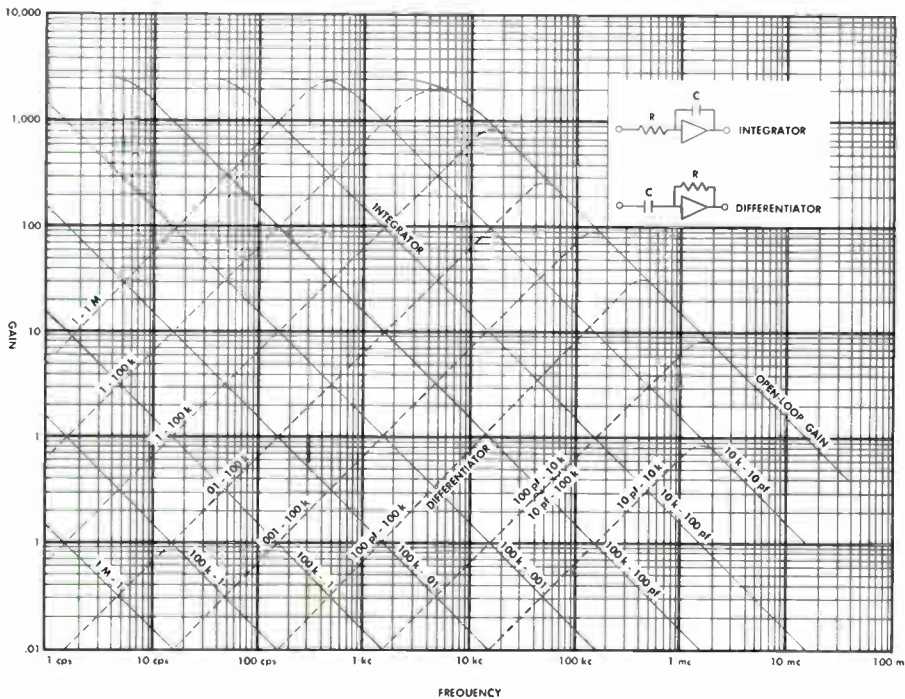 10,000
1,000
100
10
1
1
.01
GAIN
1 cps
10 cps
100 cps
1 kc
10 kc
100 kc
1 mc
10 mc
100 m
FREQUENCY
C
R
INTEGRATOR
R
C
DIFFERENTIATOR
INTEGRATOR
DIFFERENTIATOR
OPEN-LOOP GAIN
1 - 1 M
1 - 100 k
.1 - 100 k
.01 - 100 k
.001 - 100 k
100 pf - 100 k
100 pf - 10 k
10 pf - 100 k
10 pf - 10 k
1 M - 1
100 k - 1
100 k - .1
100 k - .01
100 k - .001
100 k - 100 pf
10 k - 100 pf
10 k - 10 pf